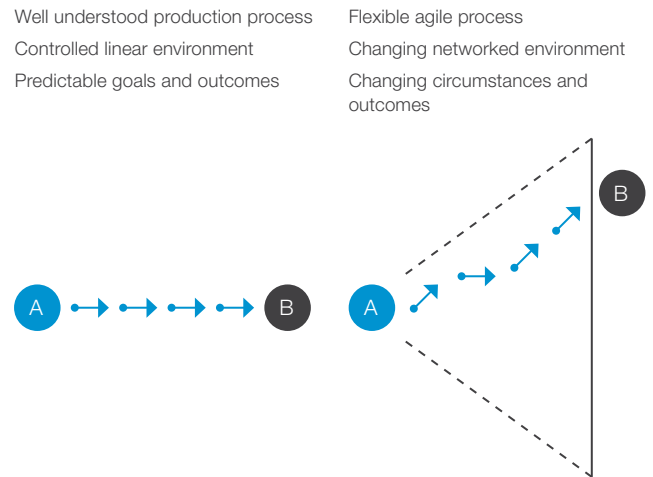 Well understood production process
Controlled linear environment
Predictable goals and outcomes
Flexible agile process
Changing networked environment
Changing circumstances and
outcomes
A
B
A
B